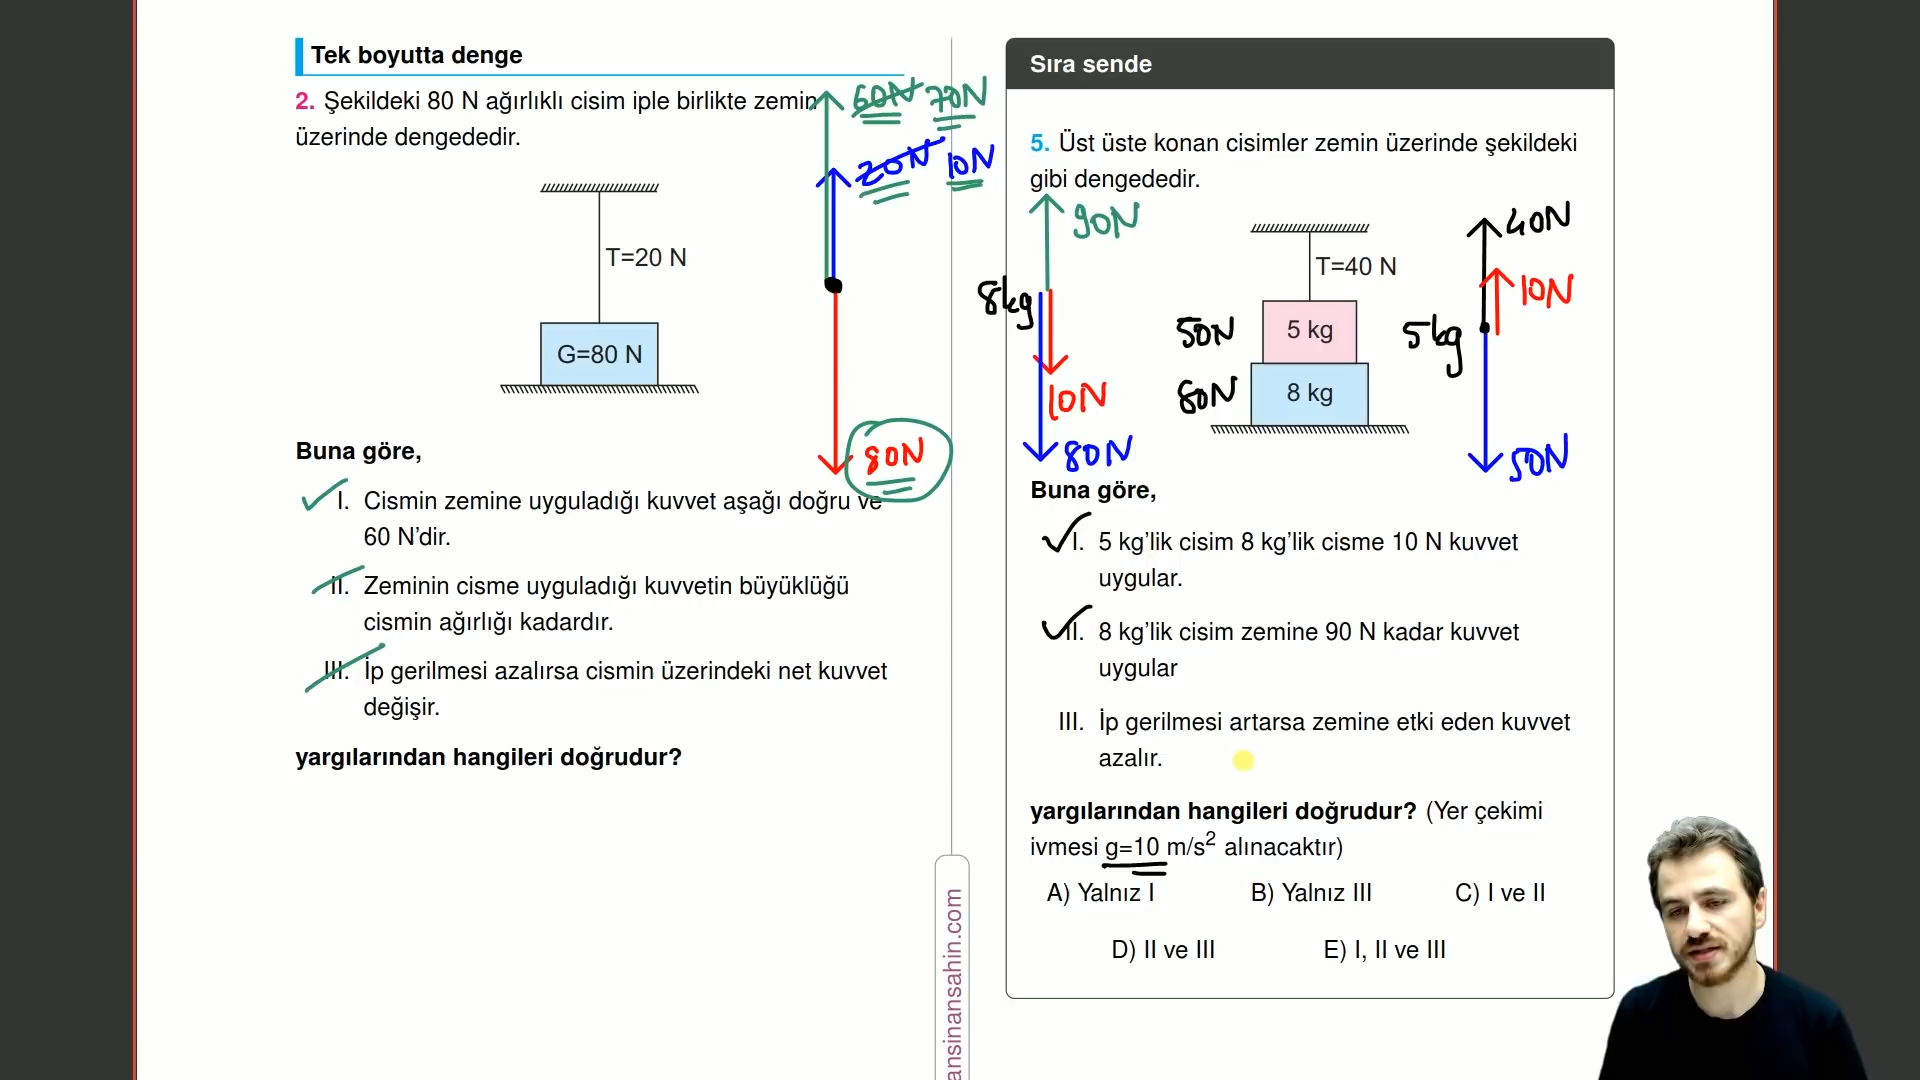 Tek boyutta denge
2. Şekildeki 80 N ağırlıklı cisim iple birlikte zemin
üzerinde dengededir.
60N 70N
20N 10N
T=20 N
G=80 N
80N
Buna göre,
I. Cismin zemine uyguladığı kuvvet aşağı doğru ve
60 N'dir.
II. Zeminin cisme uyguladığı kuvvetin büyüklüğü
cismin ağırlığı kadardır.
III. İp gerilmesi azalırsa cismin üzerindeki net kuvvet
değişir.
yargılarından hangileri doğrudur?
ansinansahin.com
Sıra sende
5. Üst üste konan cisimler zemin üzerinde şekildeki
gibi dengededir.
90N
40N
T=40 N
8kg
10N
50N
5 kg
5kg
80N
8 kg
10N
80N
50N
Buna göre,
I. 5 kg'lik cisim 8 kg'lik cisme 10 N kuvvet
uygular.
II. 8 kg'lik cisim zemine 90 N kadar kuvvet
uygular
III. İp gerilmesi artarsa zemine etki eden kuvvet
azalır.
yargılarından hangileri doğrudur? (Yer çekimi
ivmesi g=10 m/s² alınacaktır)
A) Yalnız I B) Yalnız III C) I ve II
D) II ve III E) I, II ve III